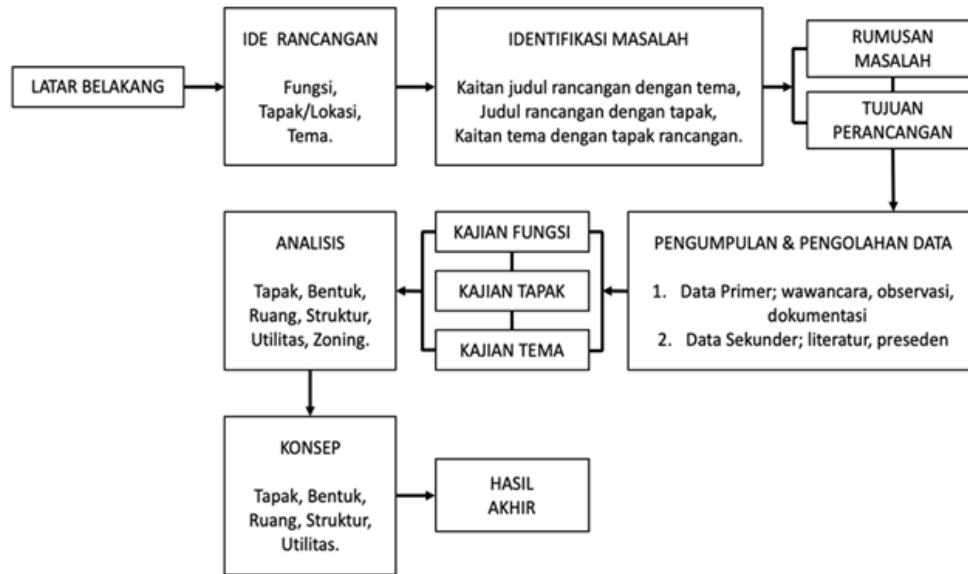 LATAR BELAKANG
IDE RANCANGAN
Fungsi,
Tapak/Lokasi,
Tema.
IDENTIFIKASI MASALAH
Kaitan judul rancangan dengan tema,
Judul rancangan dengan tapak,
Kaitan tema dengan tapak rancangan.
RUMUSAN
MASALAH
TUJUAN
PERANCANGAN
PENGUMPULAN & PENGOLAHAN DATA
1. Data Primer; wawancara, observasi,
dokumentasi
2. Data Sekunder; literatur, preseden
KAJIAN FUNGSI
KAJIAN TAPAK
KAJIAN TEMA
ANALISIS
Tapak, Bentuk,
Ruang, Struktur,
Utilitas, Zoning.
KONSEP
Tapak, Bentuk,
Ruang, Struktur,
Utilitas.
HASIL
AKHIR